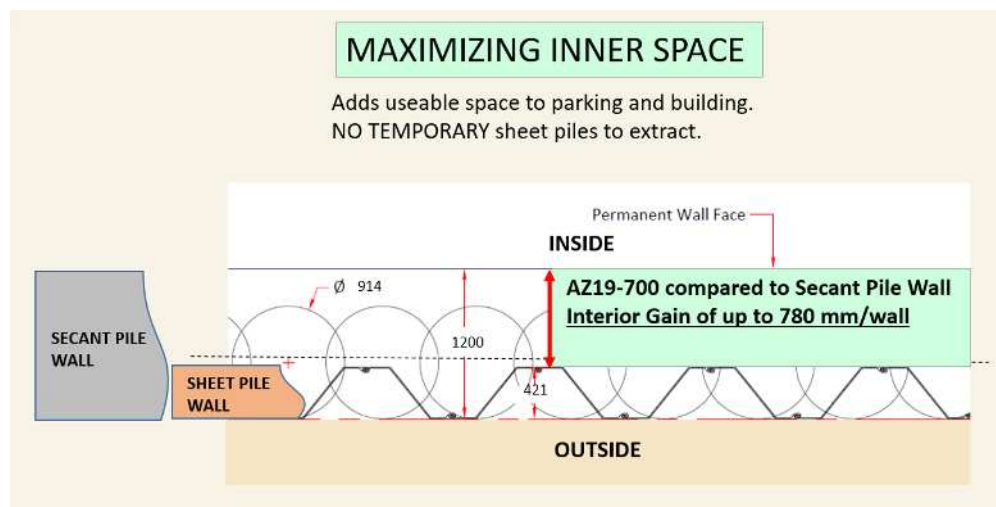 MAXIMIZING INNER SPACE
Adds useable space to parking and building.
NO TEMPORARY sheet piles to extract.
Permanent Wall Face
INSIDE
Ø 914
AZ19-700 compared to Secant Pile Wall
Interior Gain of up to 780 mm/wall
SECANT PILE
WALL
1200
SHEET PILE
WALL
421
OUTSIDE